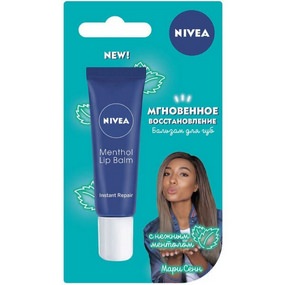 NEW!
NIVEA
МГНОВЕННОЕ
ВОССТАНОВЛЕНИЕ
Бальзам для губ
NIVEA
Menthol
Lip Balm
Instant Repair
с нежным
ментолом
Мари Сенн